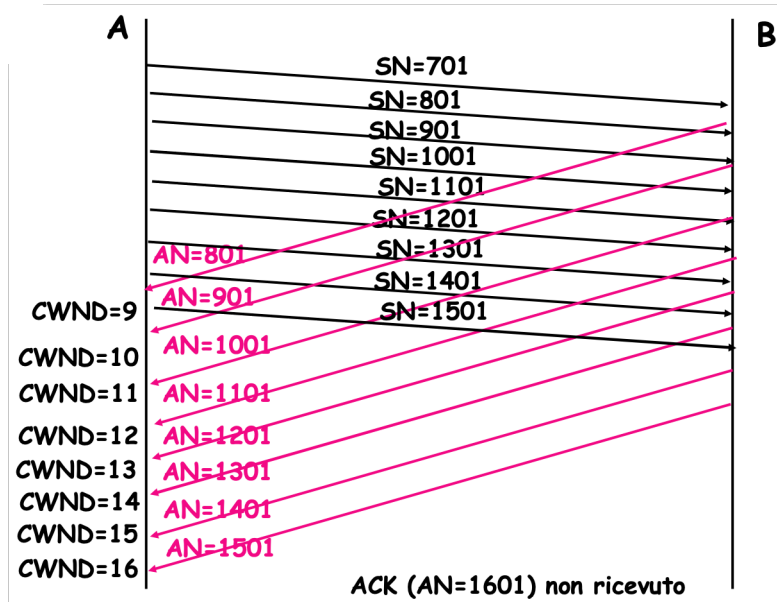 A
B
SN=701
SN=801
SN=901
SN=1001
SN=1101
SN=1201
SN=1301
AN=801
SN=1401
AN=901
SN=1501
CWND=9
AN=1001
CWND=10
CWND=11
AN=1101
CWND=12
AN=1201
CWND=13
AN=1301
CWND=14
AN=1401
CWND=15
AN=1501
CWND=16
ACK (AN=1601) non ricevuto